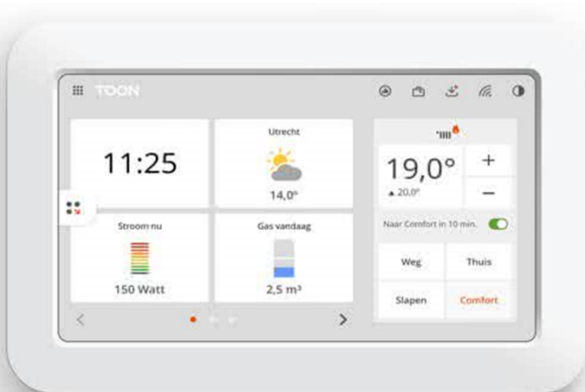 TOON
11:25
Utrecht
14,0°
Stroom nu
150 Watt
Gas vandaag
2,5 m³
19,0°
+
▲ 20,0°
−
Naar Comfort in 10 min.
Weg
Thuis
Slapen
Comfort